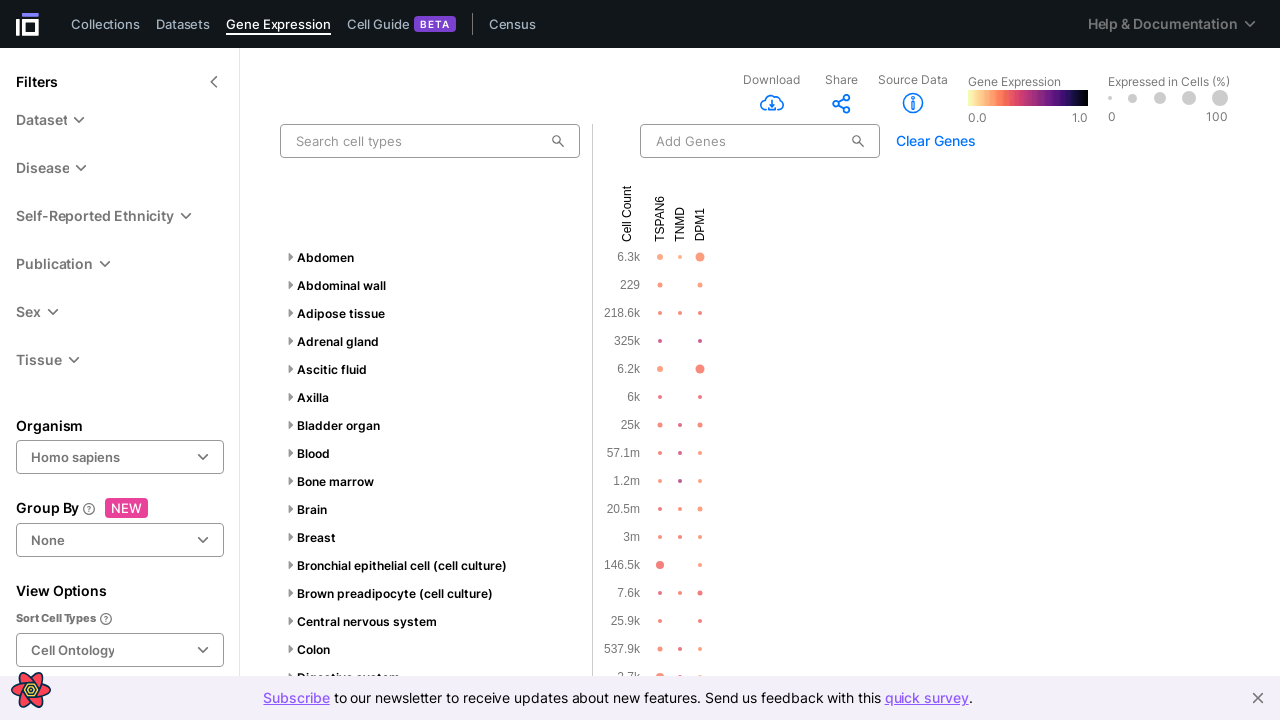 Collections Datasets Gene Expression Cell Guide BETA Census Help & Documentation
Filters
Dataset
Disease
Self-Reported Ethnicity
Publication
Sex
Tissue
Organism
Homo sapiens
Group By NEW
None
View Options
Sort Cell Types
Cell Ontology
Download Share Source Data
Gene Expression
0.0 1.0
Expressed in Cells (%)
0 100
Search cell types
Add Genes
Clear Genes
Cell Count TSPAN6 TNMD DPM1
Abdomen 6.3k
Abdominal wall 229
Adipose tissue 218.6k
Adrenal gland 325k
Ascitic fluid 6.2k
Axilla 6k
Bladder organ 25k
Blood 57.1m
Bone marrow 1.2m
Brain 20.5m
Breast 3m
Bronchial epithelial cell (cell culture) 146.5k
Brown preadipocyte (cell culture) 7.6k
Central nervous system 25.9k
Colon 537.9k
Digestive system
Subscribe to our newsletter to receive updates about new features. Send us feedback with this quick survey.